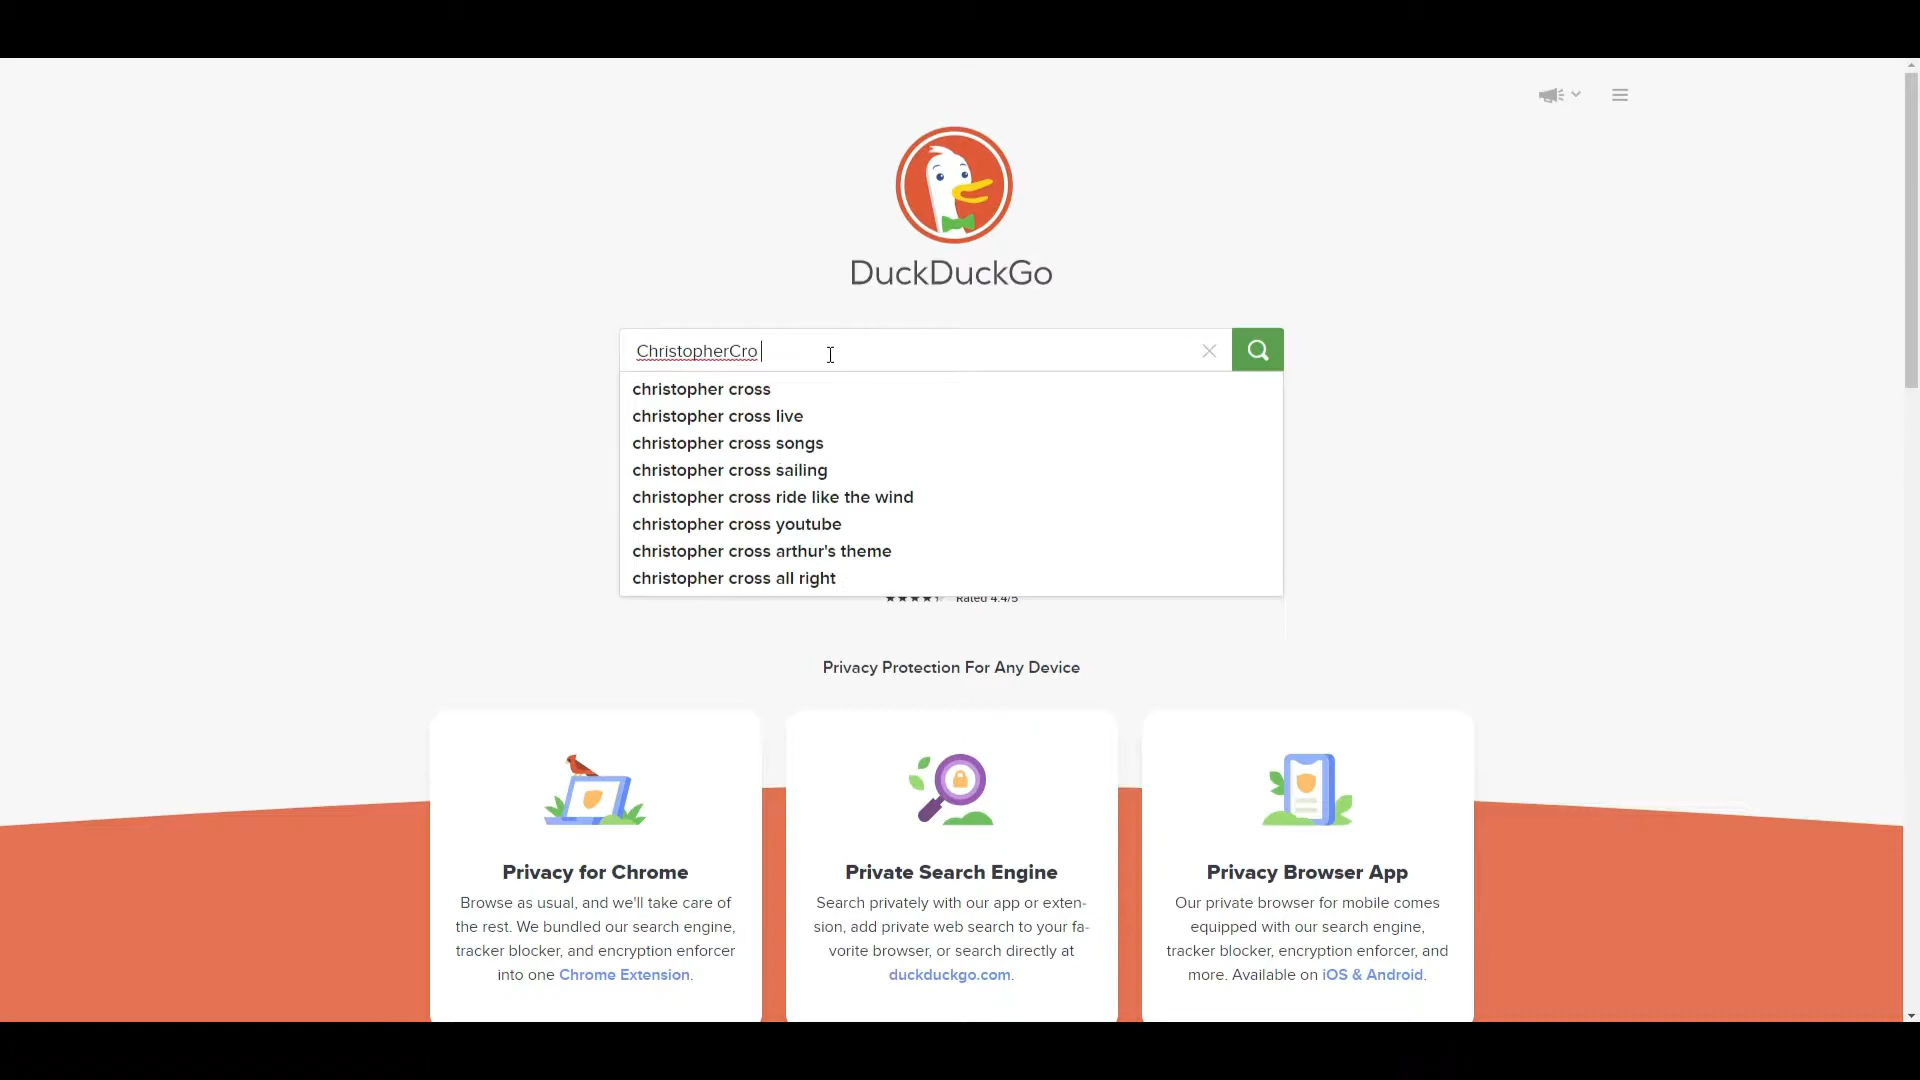 DuckDuckGo
ChristopherCro
christopher cross
christopher cross live
christopher cross songs
christopher cross sailing
christopher cross ride like the wind
christopher cross youtube
christopher cross arthur's theme
christopher cross all right
Rated 4.4/5
Privacy Protection For Any Device
Privacy for Chrome
Browse as usual, and we'll take care of
the rest. We bundled our search engine,
tracker blocker, and encryption enforcer
into one Chrome Extension.
Private Search Engine
Search privately with our app or exten-
sion, add private web search to your fa-
vorite browser, or search directly at
duckduckgo.com.
Privacy Browser App
Our private browser for mobile comes
equipped with our search engine,
tracker blocker, encryption enforcer, and
more. Available on iOS & Android.